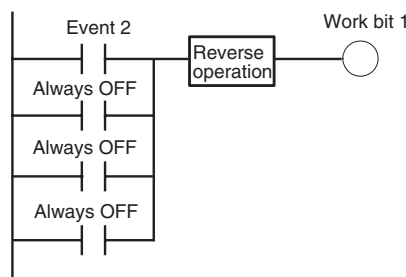 Work bit 1
Event 2
Reverse
operation
Always OFF
Always OFF
Always OFF